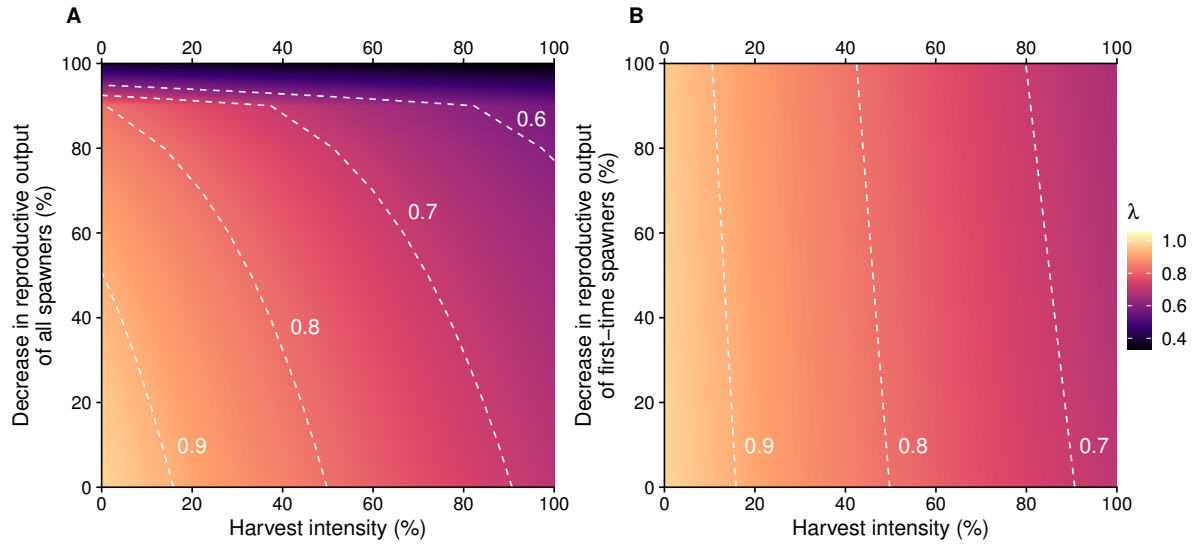 A
0 20 40 60 80 100
100
80
60
40
20
0
Decrease in reproductive output
of all spawners (%)
0.6
0.7
0.8
0.9
0 20 40 60 80 100
Harvest intensity (%)
B
0 20 40 60 80 100
100
80
60
40
20
0
Decrease in reproductive output
of first−time spawners (%)
0.9
0.8
0.7
0 20 40 60 80 100
Harvest intensity (%)
λ
1.0
0.8
0.6
0.4